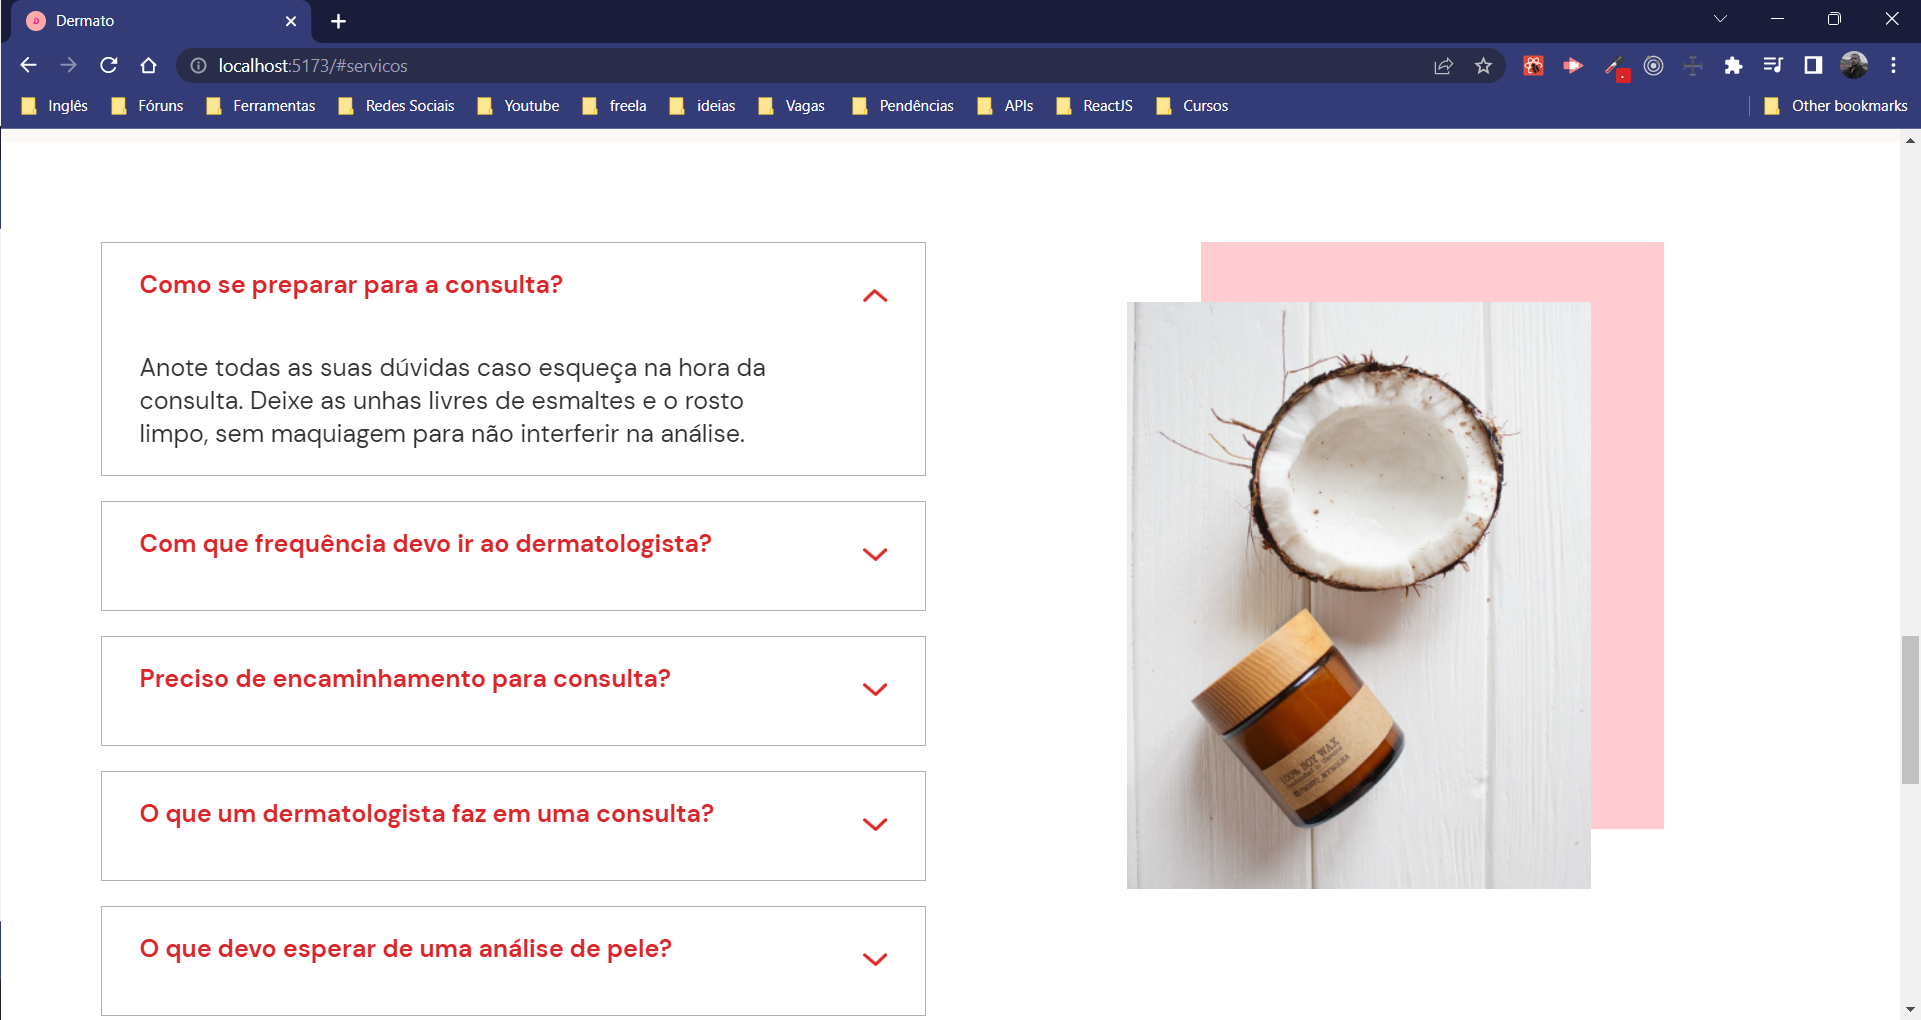 Dermato
localhost:5173/#servicos
Inglês Fóruns Ferramentas Redes Sociais Youtube freela ideias Vagas Pendências APIs ReactJS Cursos Other bookmarks
Como se preparar para a consulta?
Anote todas as suas dúvidas caso esqueça na hora da
consulta. Deixe as unhas livres de esmaltes e o rosto
limpo, sem maquiagem para não interferir na análise.
Com que frequência devo ir ao dermatologista?
Preciso de encaminhamento para consulta?
O que um dermatologista faz em uma consulta?
O que devo esperar de uma análise de pele?
100% SOY WAX